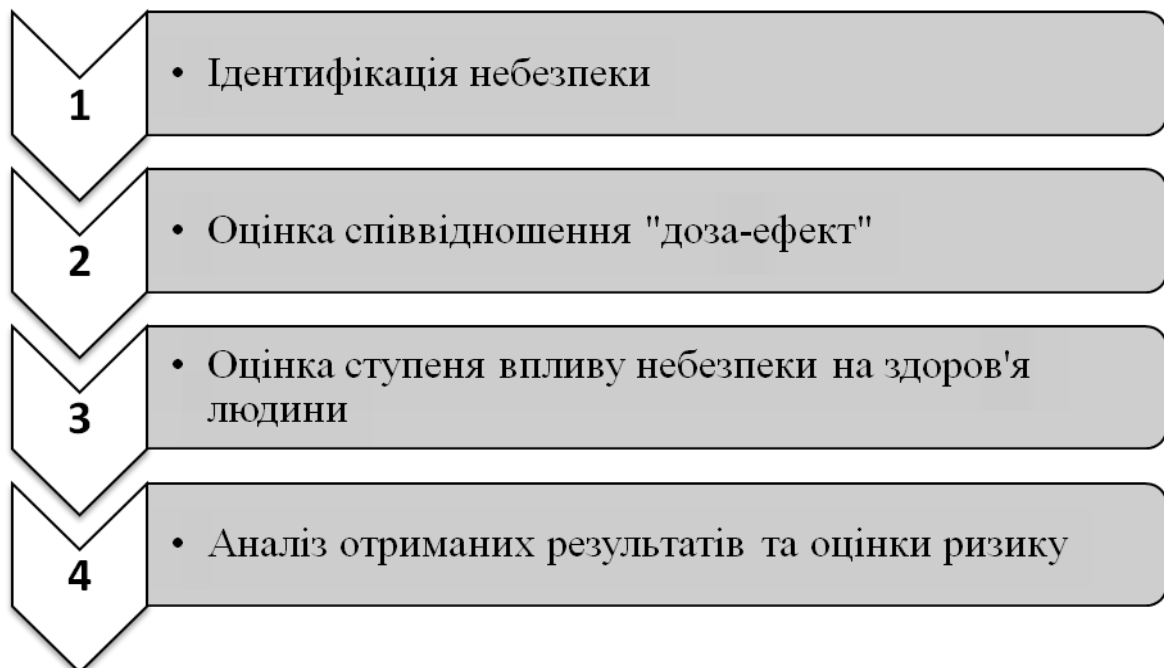 1
• Ідентифікація небезпеки
2
• Оцінка співвідношення "доза-ефект"
3
• Оцінка ступеня впливу небезпеки на здоров'я
людини
4
• Аналіз отриманих результатів та оцінки ризику